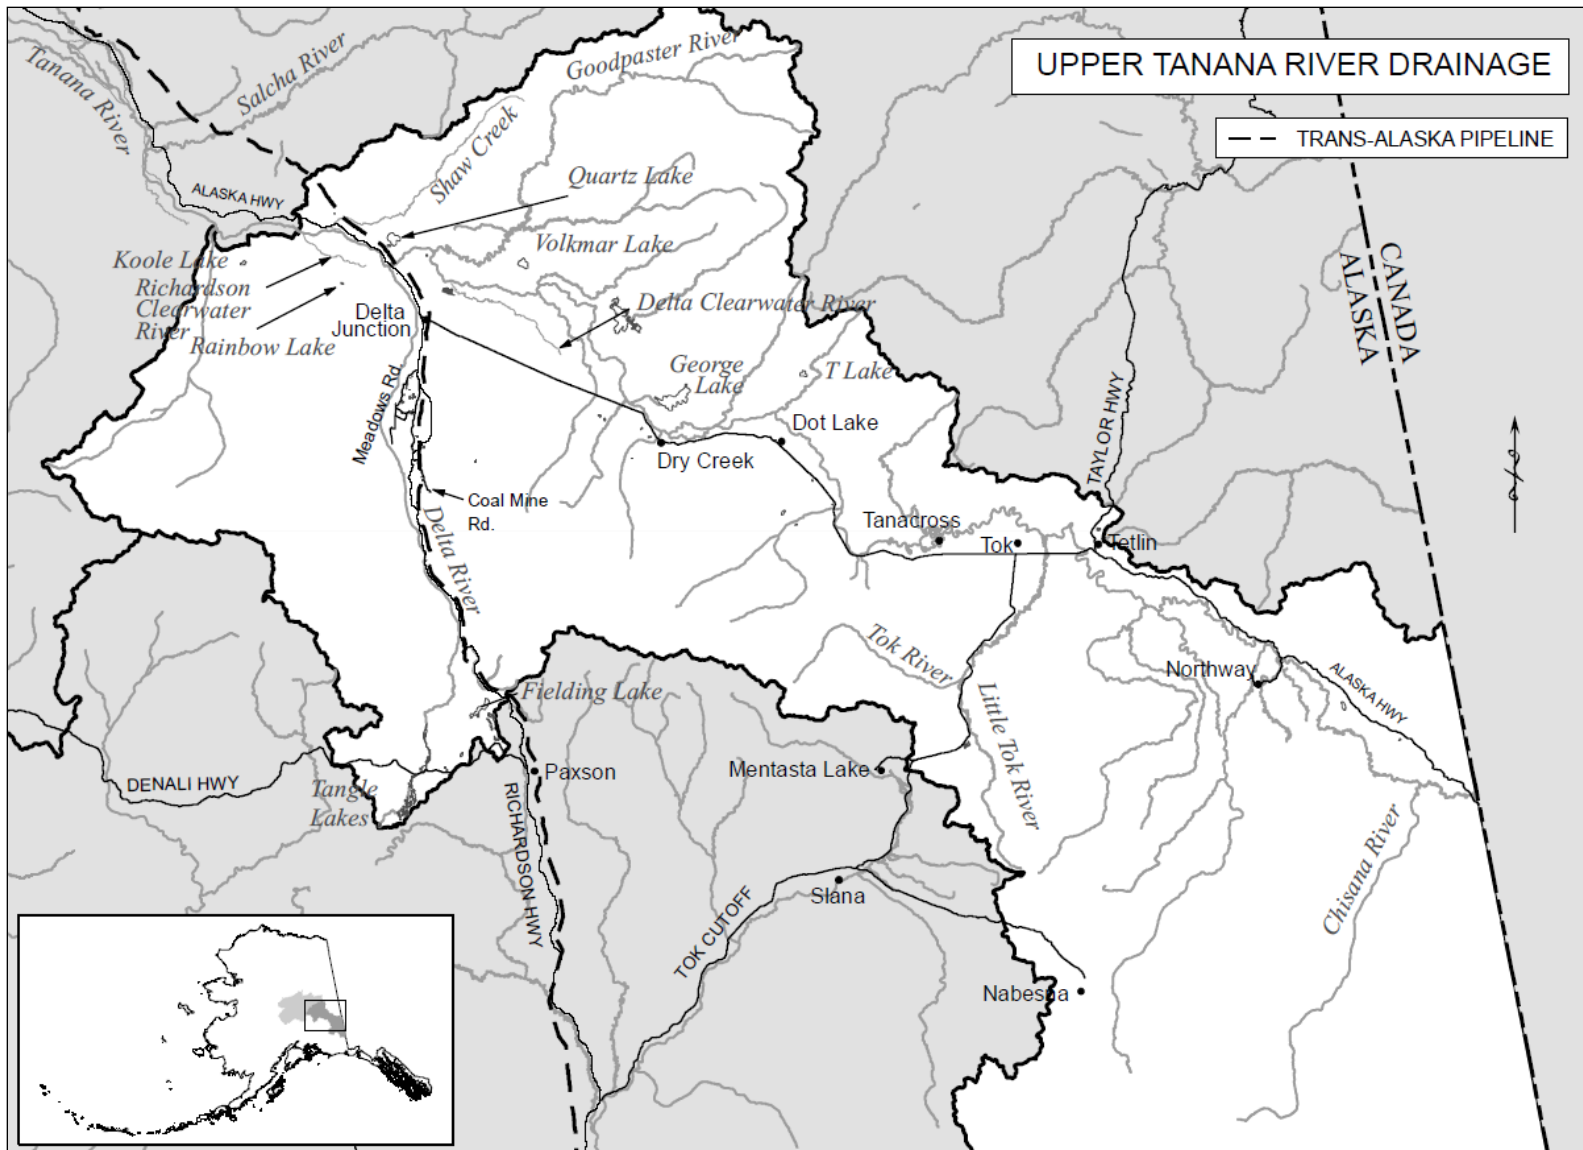 UPPER TANANA RIVER DRAINAGE
TRANS-ALASKA PIPELINE
Tanana River
Salcha River
Goodpaster River
Shaw Creek
Quartz Lake
ALASKA HWY
Volkmar Lake
Koole Lake
Richardson
Clearwater
River
Rainbow Lake
Delta
Junction
Delta Clearwater River
CANADA
ALASKA
George
Lake
T Lake
Meadows Rd.
Dot Lake
Dry Creek
TAYLOR HWY
Coal Mine
Rd.
Delta River
Tanacross
Tok
Tetlin
Tok River
Northway
ALASKA HWY
Fielding Lake
Little Tok River
Paxson
Mentasta Lake
DENALI HWY
Tangle
Lakes
RICHARDSON HWY
Chisana River
Slana
TOK CUTOFF
Nabesna